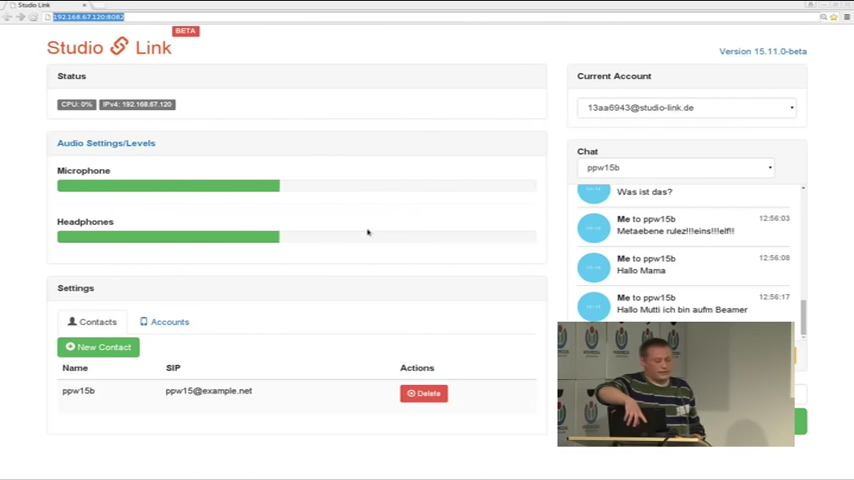 Studio Link
192.168.67.120:8082
BETA
Studio Link
Version 15.11.0-beta
Status
CPU: 0% IPv4: 192.168.67.120
Audio Settings/Levels
Microphone
Headphones
Settings
Contacts Accounts
New Contact
Name SIP Actions
ppw15b ppw15@example.net Delete
Current Account
13aa6943@studio-link.de
Chat
ppw15b
Was ist das?
Me to ppw15b 12:56:03
Metaebene rulez!!!eins!!!elf!!
Me to ppw15b 12:56:08
Hallo Mama
Me to ppw15b 12:56:17
Hallo Mutti ich bin aufm Beamer